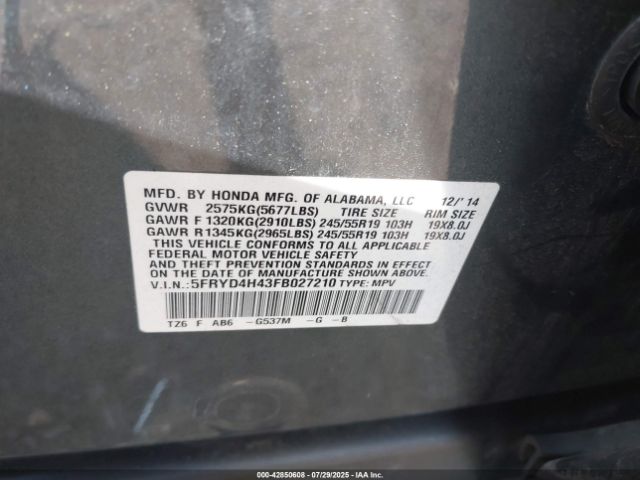 MFD. BY HONDA MFG. OF ALABAMA, LLC 12/'14
GVWR 2575KG(5677LBS) TIRE SIZE RIM SIZE
GAWR F 1320KG(2910LBS) 245/55R19 103H 19X8.0J
GAWR R 1345KG(2965LBS) 245/55R19 103H 19X8.0J
THIS VEHICLE CONFORMS TO ALL APPLICABLE
FEDERAL MOTOR VEHICLE SAFETY
AND THEFT PREVENTION STANDARDS IN EFFECT
ON THE DATE OF MANUFACTURE SHOWN ABOVE.
V.I.N.:5FRYD4H43FB027210 TYPE: MPV
TZ6 F AB6 -G537M -G -B
000-42850608 07/29/2025 IAA Inc.